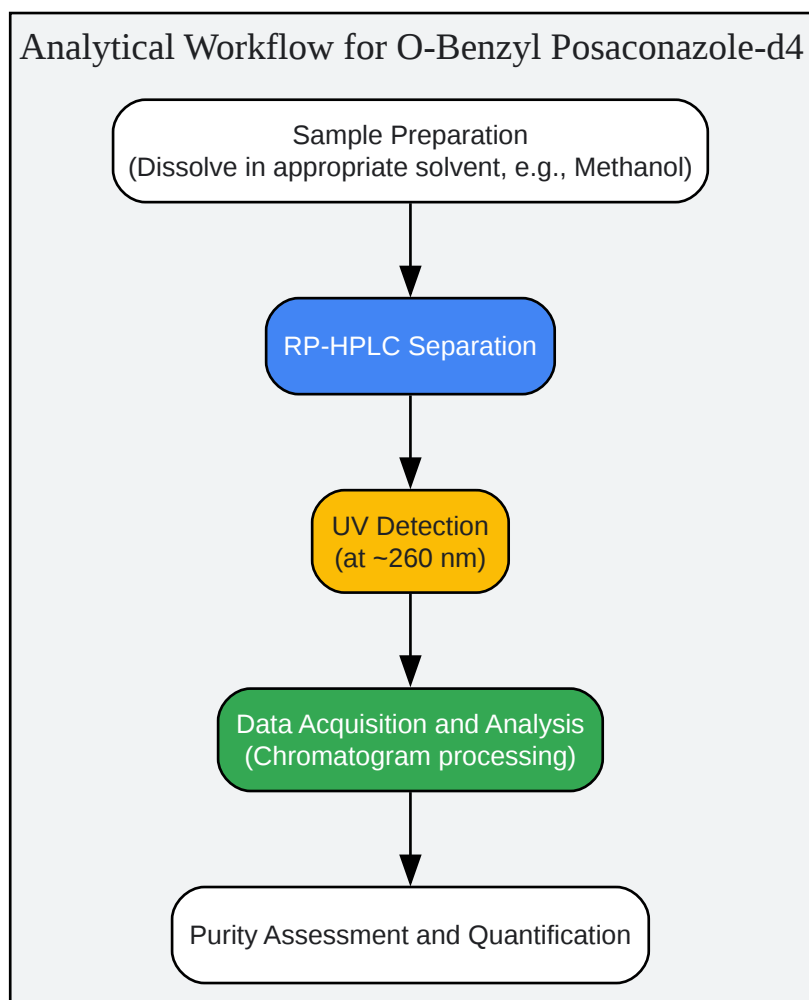 Analytical Workflow for O-Benzyl Posaconazole-d4
Sample Preparation
(Dissolve in appropriate solvent, e.g., Methanol)
RP-HPLC Separation
UV Detection
(at ~260 nm)
Data Acquisition and Analysis
(Chromatogram processing)
Purity Assessment and Quantification